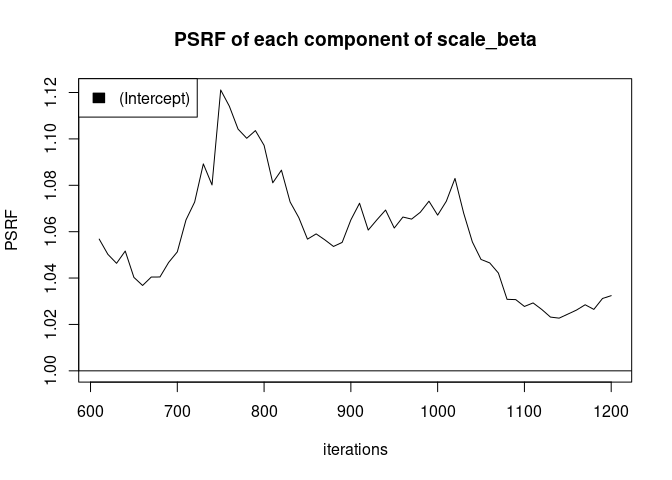 PSRF of each component of scale_beta
(Intercept)
1.12
1.10
1.08
1.06
1.04
1.02
1.00
PSRF
600 700 800 900 1000 1100 1200
iterations